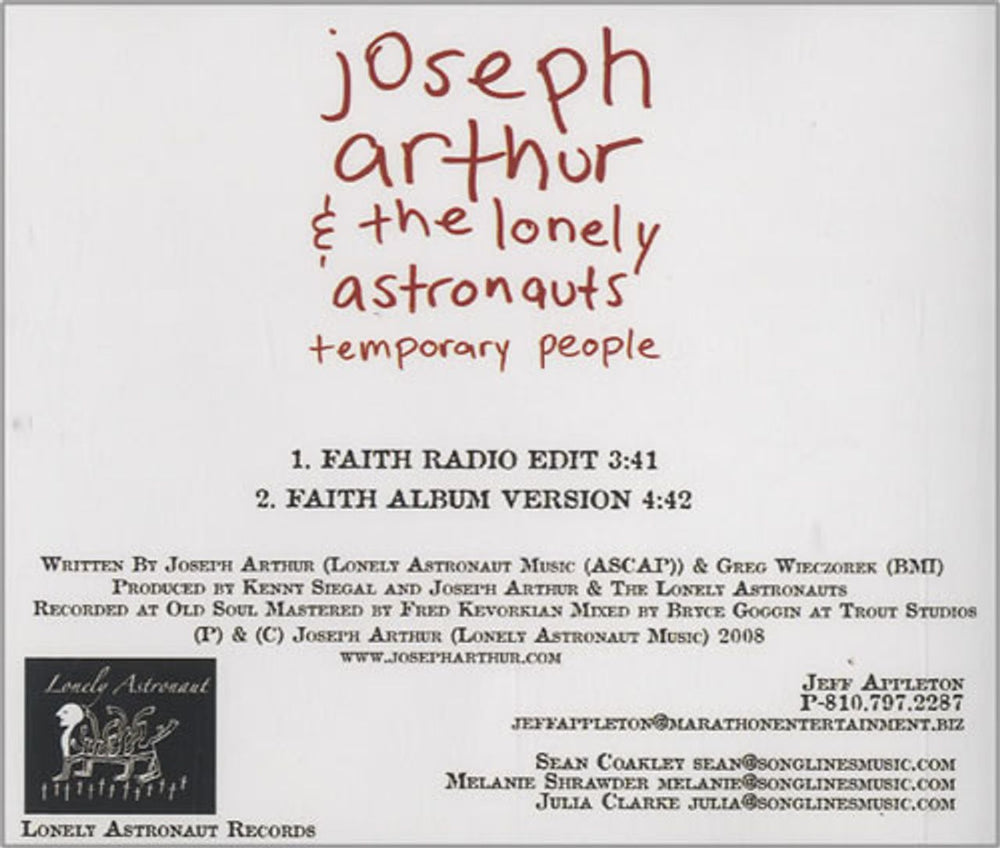 joseph
arthur
& the lonely
astronauts
temporary people
1. FAITH RADIO EDIT 3:41
2. FAITH ALBUM VERSION 4:42
WRITTEN BY JOSEPH ARTHUR (LONELY ASTRONAUT MUSIC (ASCAP)) & GREG WIECZOREK (BMI)
PRODUCED BY KENNY SIEGAL AND JOSEPH ARTHUR & THE LONELY ASTRONAUTS
RECORDED AT OLD SOUL MASTERED BY FRED KEVORKIAN MIXED BY BRYCE GOGGIN AT TROUT STUDIOS
(P) & (C) JOSEPH ARTHUR (LONELY ASTRONAUT MUSIC) 2008
WWW.JOSEPHARTHUR.COM
Lonely Astronaut
LONELY ASTRONAUT RECORDS
JEFF APPLETON
P-810.797.2287
JEFFAPPLETON@MARATHONENTERTAINMENT.BIZ
SEAN COAKLEY SEAN@SONGLINESMUSIC.COM
MELANIE SHRAWDER MELANIE@SONGLINESMUSIC.COM
JULIA CLARKE JULIA@SONGLINESMUSIC.COM